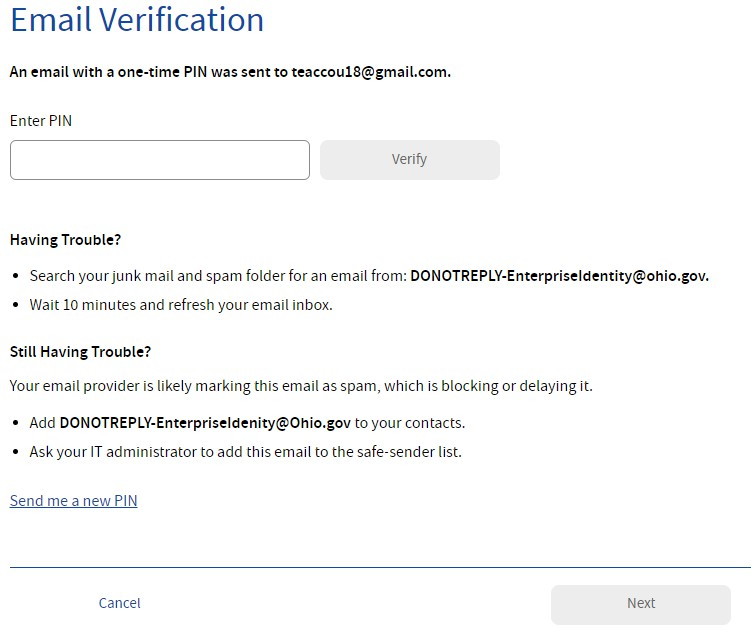 Email Verification
An email with a one-time PIN was sent to teaccou18@gmail.com.
Enter PIN
Verify
Having Trouble?
Search your junk mail and spam folder for an email from: DONOTREPLY-EnterpriseIdentity@ohio.gov.
Wait 10 minutes and refresh your email inbox.
Still Having Trouble?
Your email provider is likely marking this email as spam, which is blocking or delaying it.
Add DONOTREPLY-EnterpriseIdenity@Ohio.gov to your contacts.
Ask your IT administrator to add this email to the safe-sender list.
Send me a new PIN
Cancel
Next